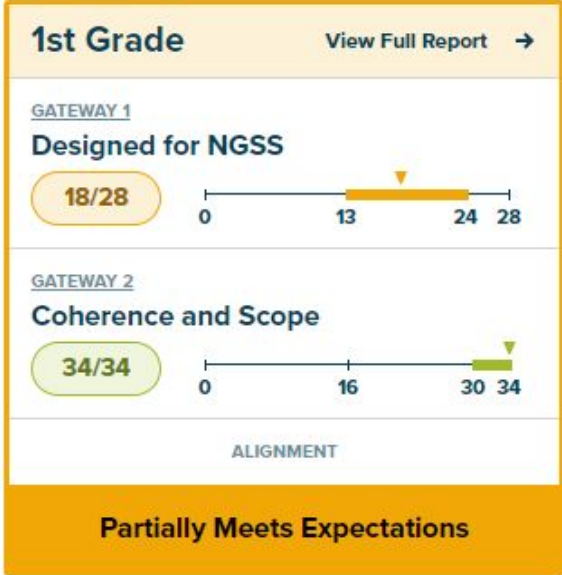 1st Grade View Full Report →
GATEWAY 1
Designed for NGSS
18/28
0 13 24 28
GATEWAY 2
Coherence and Scope
34/34
0 16 30 34
ALIGNMENT
Partially Meets Expectations